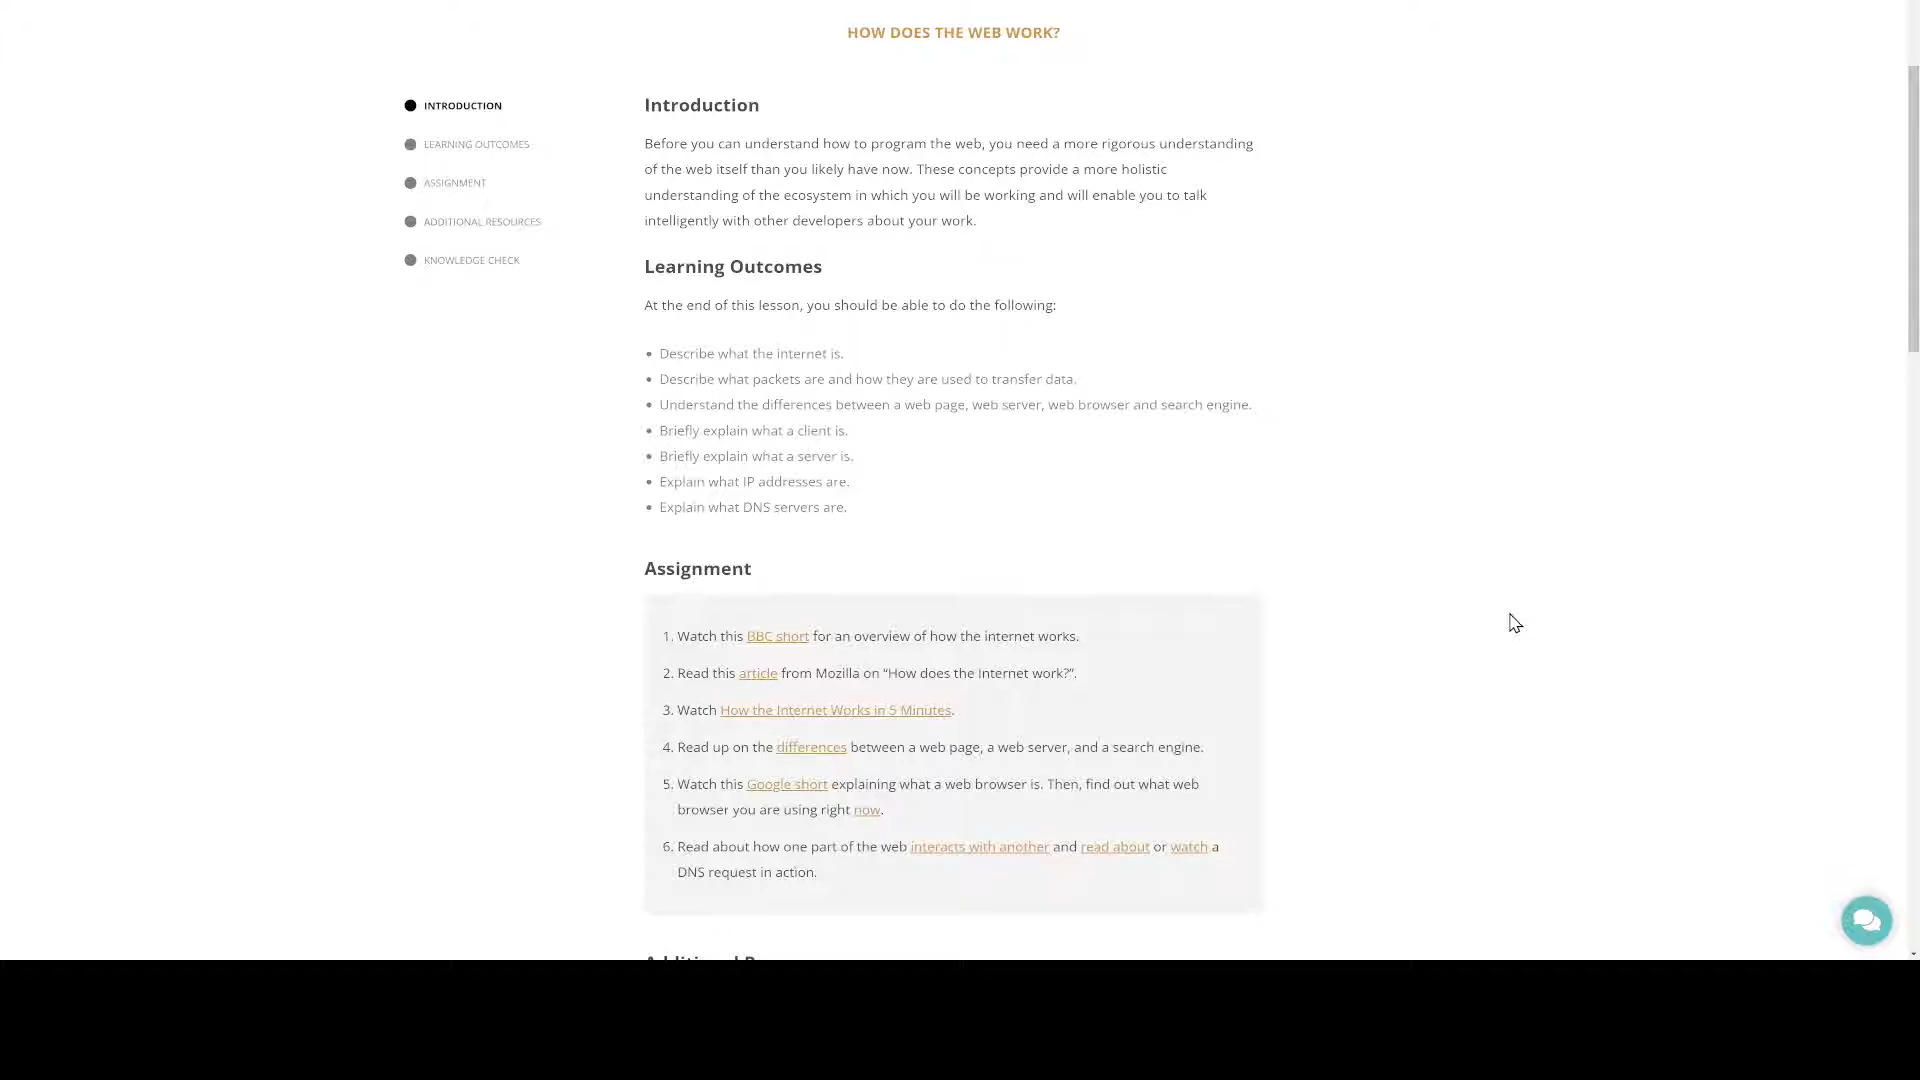 HOW DOES THE WEB WORK?
INTRODUCTION
LEARNING OUTCOMES
ASSIGNMENT
ADDITIONAL RESOURCES
KNOWLEDGE CHECK
Introduction
Before you can understand how to program the web, you need a more rigorous understanding
of the web itself than you likely have now. These concepts provide a more holistic
understanding of the ecosystem in which you will be working and will enable you to talk
intelligently with other developers about your work.
Learning Outcomes
At the end of this lesson, you should be able to do the following:
• Describe what the internet is.
• Describe what packets are and how they are used to transfer data.
• Understand the differences between a web page, web server, web browser and search engine.
• Briefly explain what a client is.
• Briefly explain what a server is.
• Explain what IP addresses are.
• Explain what DNS servers are.
Assignment
1. Watch this BBC short for an overview of how the internet works.
2. Read this article from Mozilla on “How does the Internet work?”.
3. Watch How the Internet Works in 5 Minutes.
4. Read up on the differences between a web page, a web server, and a search engine.
5. Watch this Google short explaining what a web browser is. Then, find out what web
browser you are using right now.
6. Read about how one part of the web interacts with another and read about or watch a
DNS request in action.